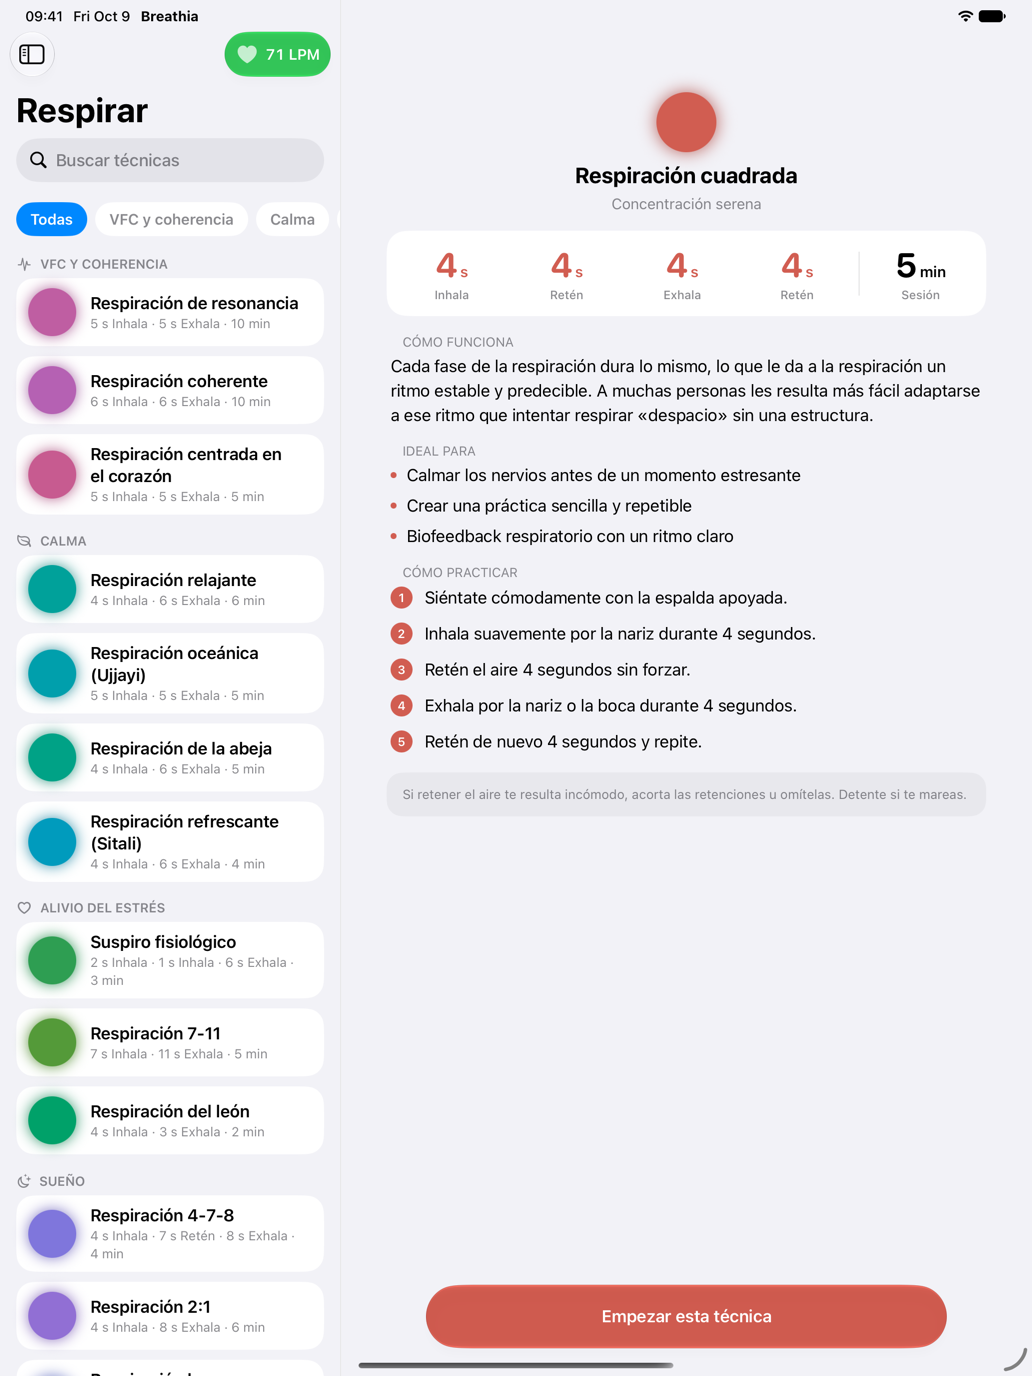 09:41 Fri Oct 9 Breathia
71 LPM
Respirar
Buscar técnicas
Todas
VFC y coherencia
Calma
VFC Y COHERENCIA
Respiración de resonancia
5 s Inhala · 5 s Exhala · 10 min
Respiración coherente
6 s Inhala · 6 s Exhala · 10 min
Respiración centrada en
el corazón
5 s Inhala · 5 s Exhala · 5 min
CALMA
Respiración relajante
4 s Inhala · 6 s Exhala · 6 min
Respiración oceánica
(Ujjayi)
5 s Inhala · 5 s Exhala · 5 min
Respiración de la abeja
4 s Inhala · 6 s Exhala · 5 min
Respiración refrescante
(Sitali)
4 s Inhala · 6 s Exhala · 4 min
ALIVIO DEL ESTRÉS
Suspiro fisiológico
2 s Inhala · 1 s Inhala · 6 s Exhala ·
3 min
Respiración 7-11
7 s Inhala · 11 s Exhala · 5 min
Respiración del león
4 s Inhala · 3 s Exhala · 2 min
SUEÑO
Respiración 4-7-8
4 s Inhala · 7 s Retén · 8 s Exhala ·
4 min
Respiración 2:1
4 s Inhala · 8 s Exhala · 6 min
Respiración cuadrada
Concentración serena
4 s
Inhala
4 s
Retén
4 s
Exhala
4 s
Retén
5 min
Sesión
CÓMO FUNCIONA
Cada fase de la respiración dura lo mismo, lo que le da a la respiración un
ritmo estable y predecible. A muchas personas les resulta más fácil adaptarse
a ese ritmo que intentar respirar «despacio» sin una estructura.
IDEAL PARA
• Calmar los nervios antes de un momento estresante
• Crear una práctica sencilla y repetible
• Biofeedback respiratorio con un ritmo claro
CÓMO PRACTICAR
1 Siéntate cómodamente con la espalda apoyada.
2 Inhala suavemente por la nariz durante 4 segundos.
3 Retén el aire 4 segundos sin forzar.
4 Exhala por la nariz o la boca durante 4 segundos.
5 Retén de nuevo 4 segundos y repite.
Si retener el aire te resulta incómodo, acorta las retenciones u omítelas. Detente si te mareas.
Empezar esta técnica